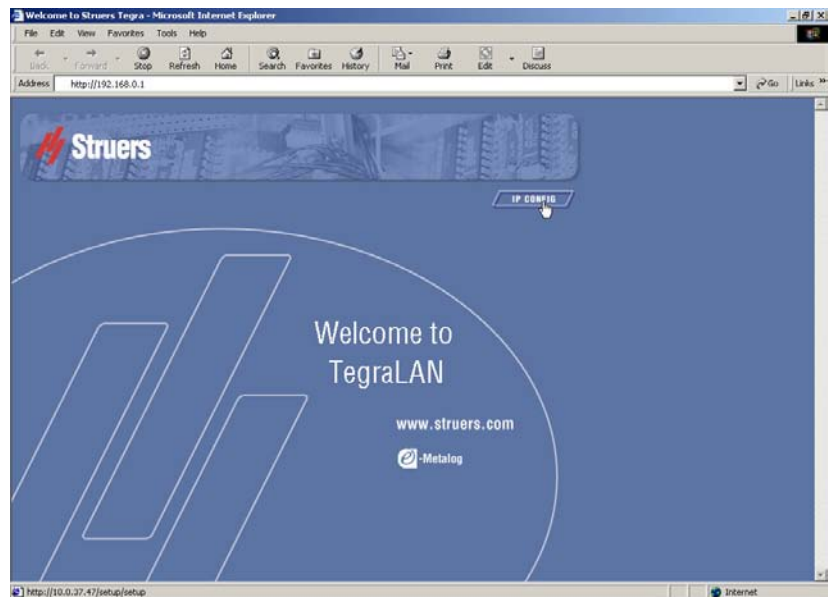 Welcome to Struers Tegra - Microsoft Internet Explorer
File Edit View Favorites Tools Help
Back Forward Stop Refresh Home Search Favorites History Mail Print Edit Discuss
Address http://192.168.0.1 Go Links »
Struers
IP CONFIG
Welcome to
TegraLAN
www.struers.com
e-Metalog
http://10.0.37.47/setup/setup Internet